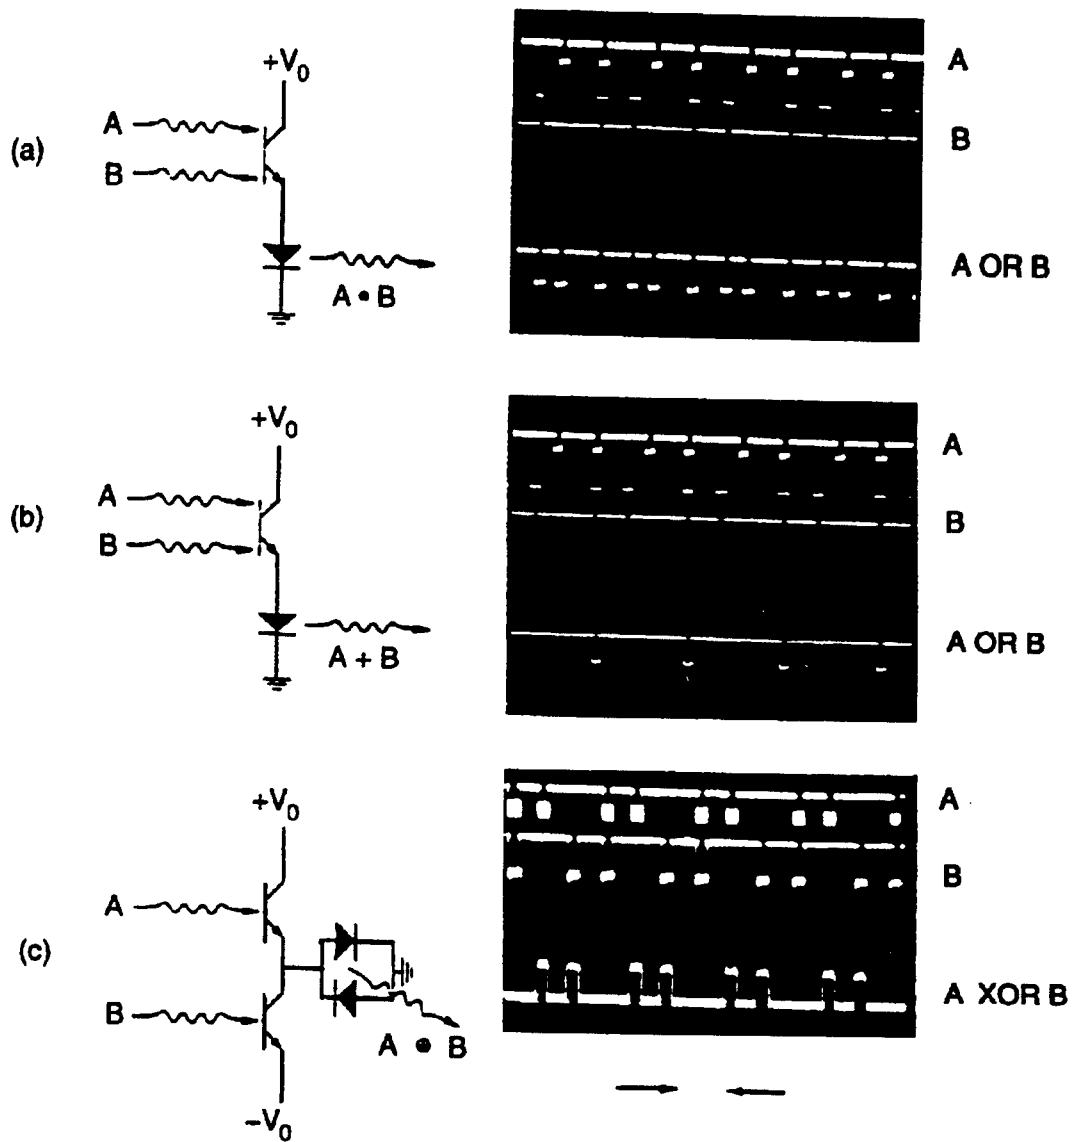 (a)
+V₀
A
B
A • B
A
B
A OR B
(b)
+V₀
A
B
A + B
A
B
A OR B
(c)
+V₀
A
B
−V₀
A ⊕ B
A
B
A XOR B